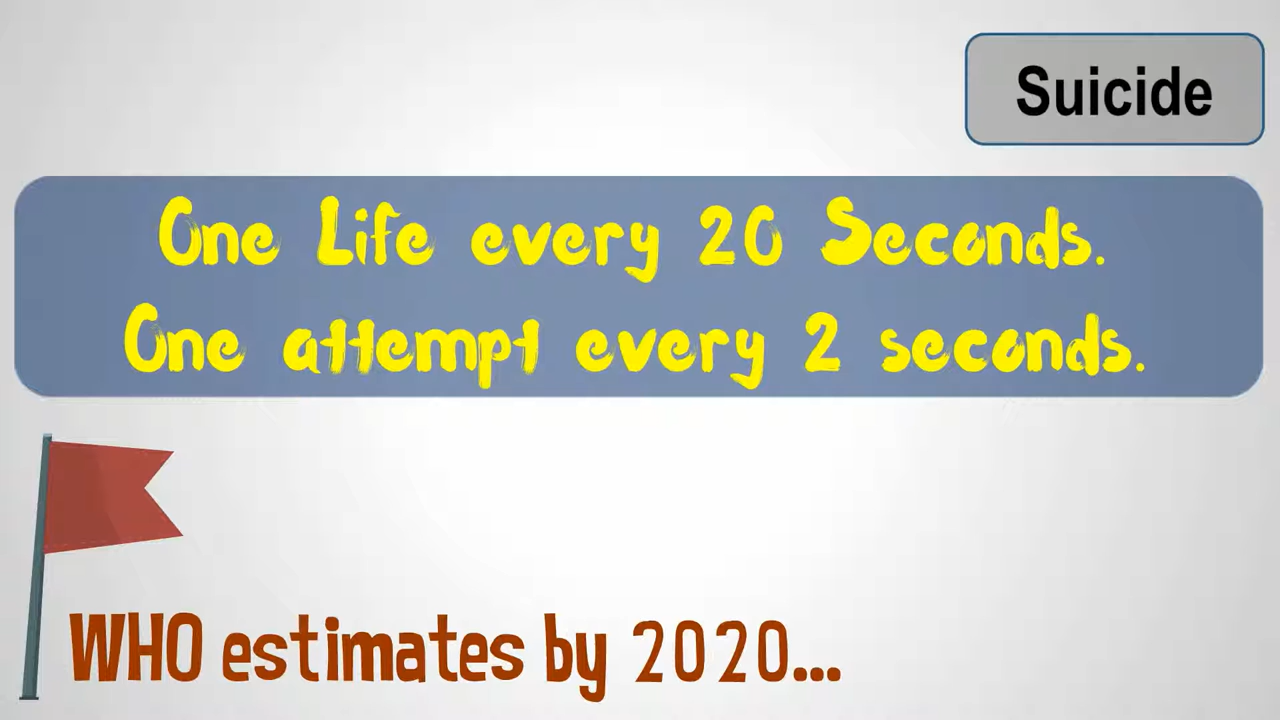 Suicide
One Life every 20 Seconds.
One attempt every 2 seconds.
WHO estimates by 2020...